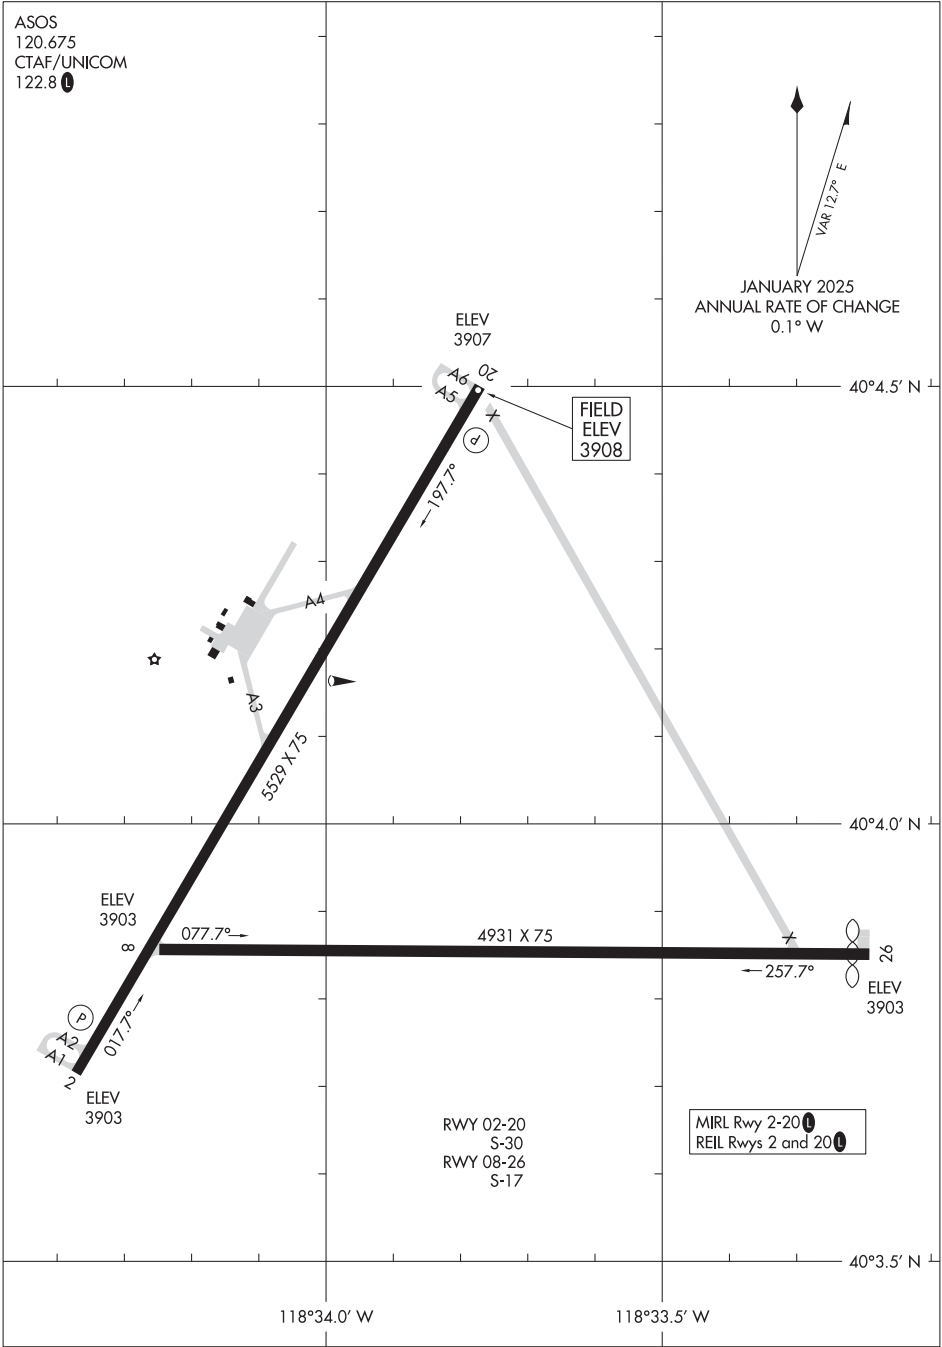 ASOS
120.675
CTAF/UNICOM
122.8 L
VAR 12.7° E
JANUARY 2025
ANNUAL RATE OF CHANGE
0.1° W
ELEV
3907
20
A6
A5
40°4.5' N
FIELD
ELEV
3908
P
197.7°
A4
A3
5529 X 75
40°4.0' N
ELEV
3903
8
077.7°
4931 X 75
257.7°
26
ELEV
3903
017.7°
P
A2
A1
2
ELEV
3903
RWY 02-20
S-30
RWY 08-26
S-17
MIRL Rwy 2-20 L
REIL Rwys 2 and 20 L
40°3.5' N
118°34.0' W
118°33.5' W